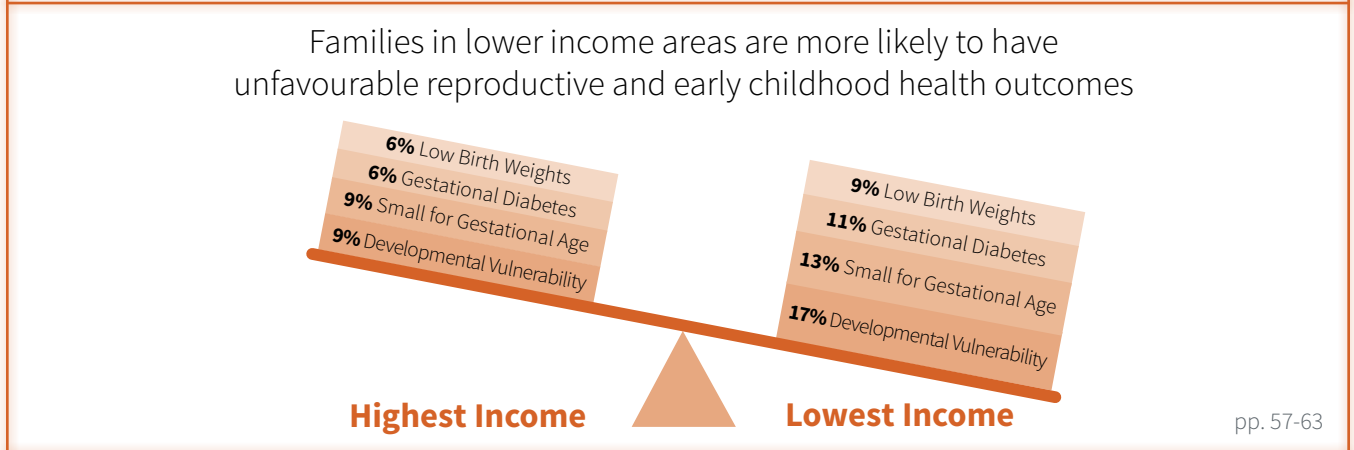 Families in lower income areas are more likely to have
unfavourable reproductive and early childhood health outcomes
6% Low Birth Weights
6% Gestational Diabetes
9% Small for Gestational Age
9% Developmental Vulnerability
9% Low Birth Weights
11% Gestational Diabetes
13% Small for Gestational Age
17% Developmental Vulnerability
Highest Income
Lowest Income
pp. 57-63